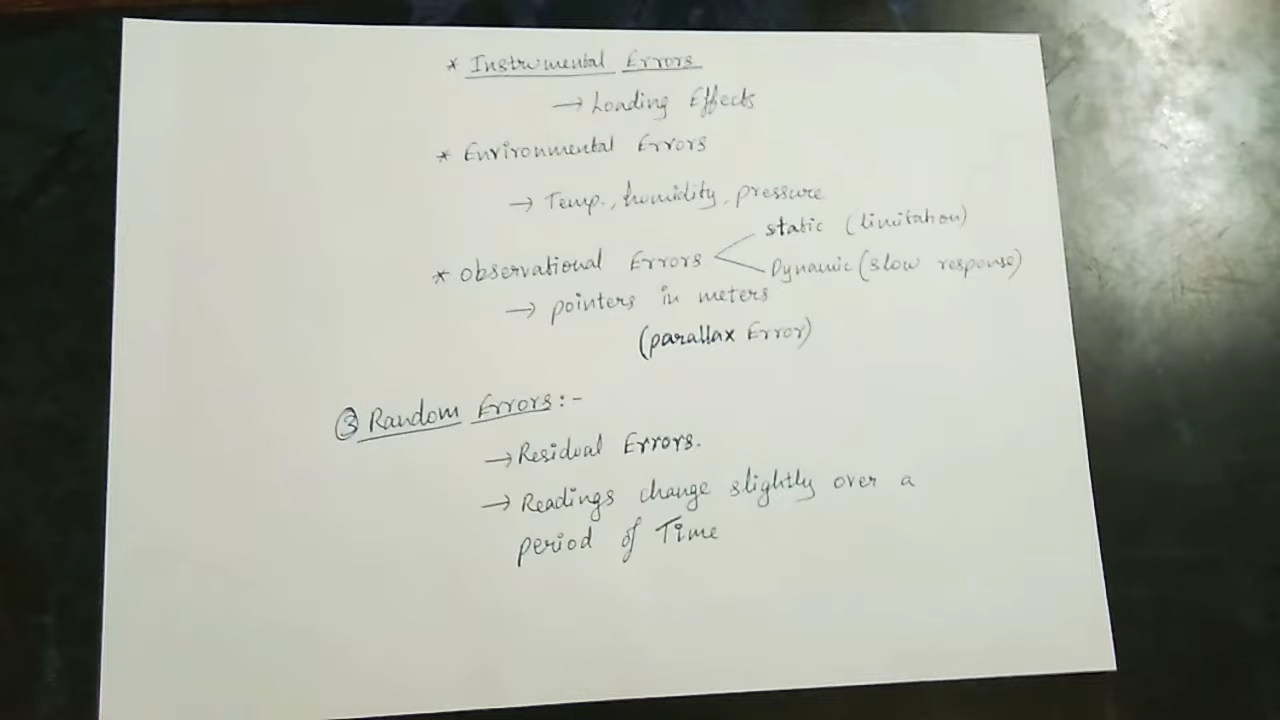 * Instrumental Errors
→ Loading Effects
* Environmental Errors
→ Temp., humidity, pressure
static (limitation)
* Observational Errors
Dynamic (slow response)
→ pointers in meters
(parallax Error)
③ Random Errors:-
→ Residual Errors.
→ Readings change slightly over a
period of Time